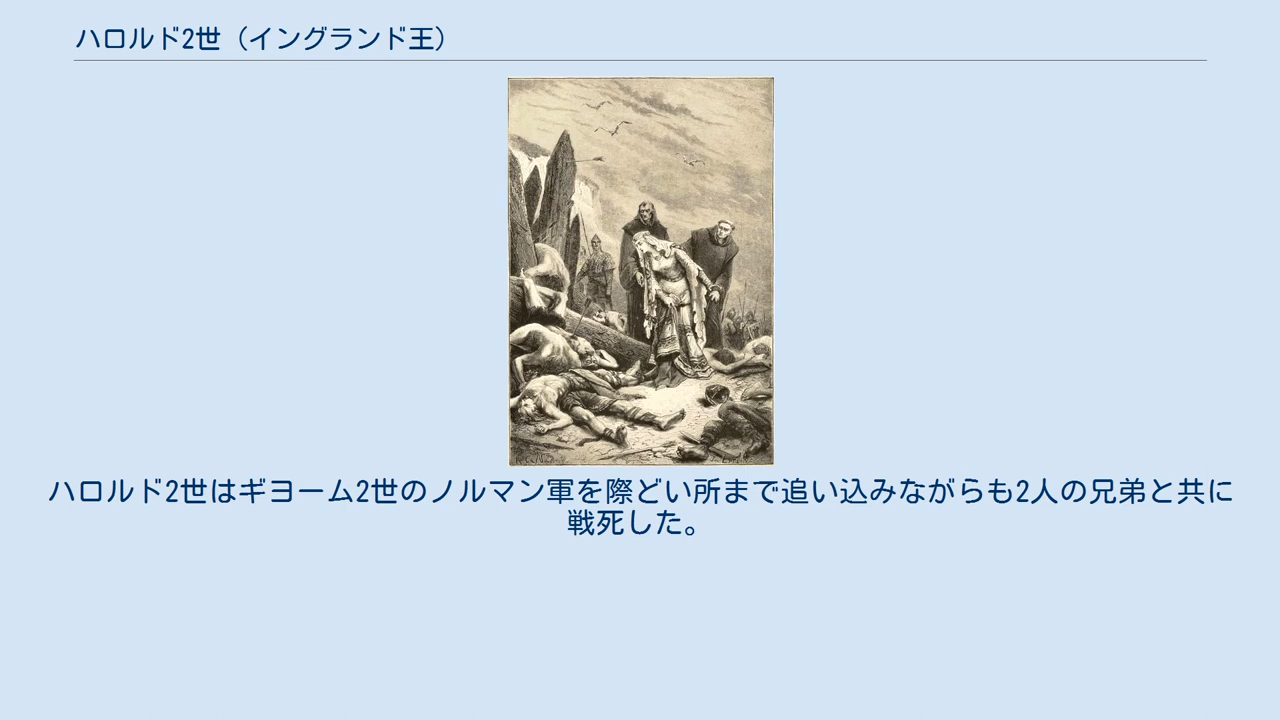 ハロルド2世（イングランド王）
ハロルド2世はギヨーム2世のノルマン軍を際どい所まで追い込みながらも2人の兄弟と共に
戦死した。